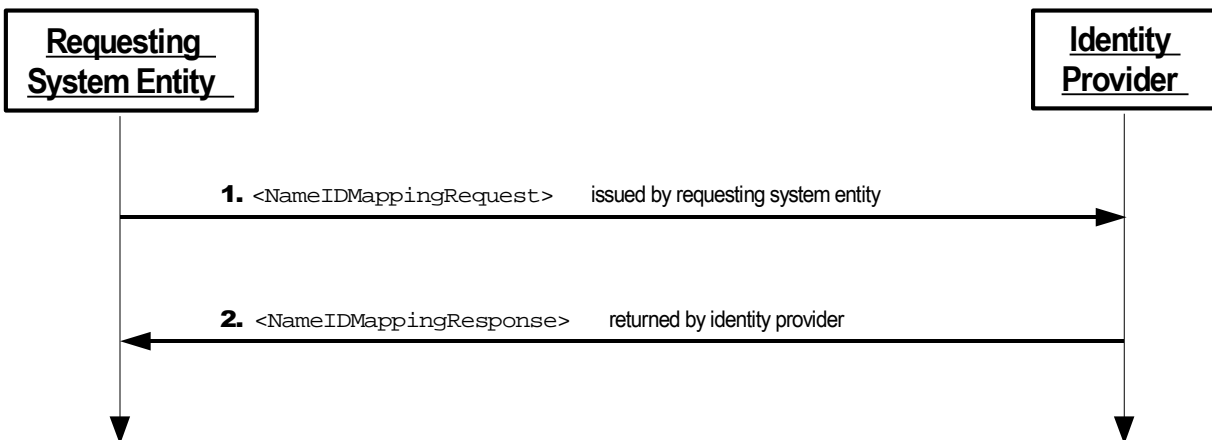 Requesting
System Entity
Identity
Provider
1. <NameIDMappingRequest> issued by requesting system entity
2. <NameIDMappingResponse> returned by identity provider